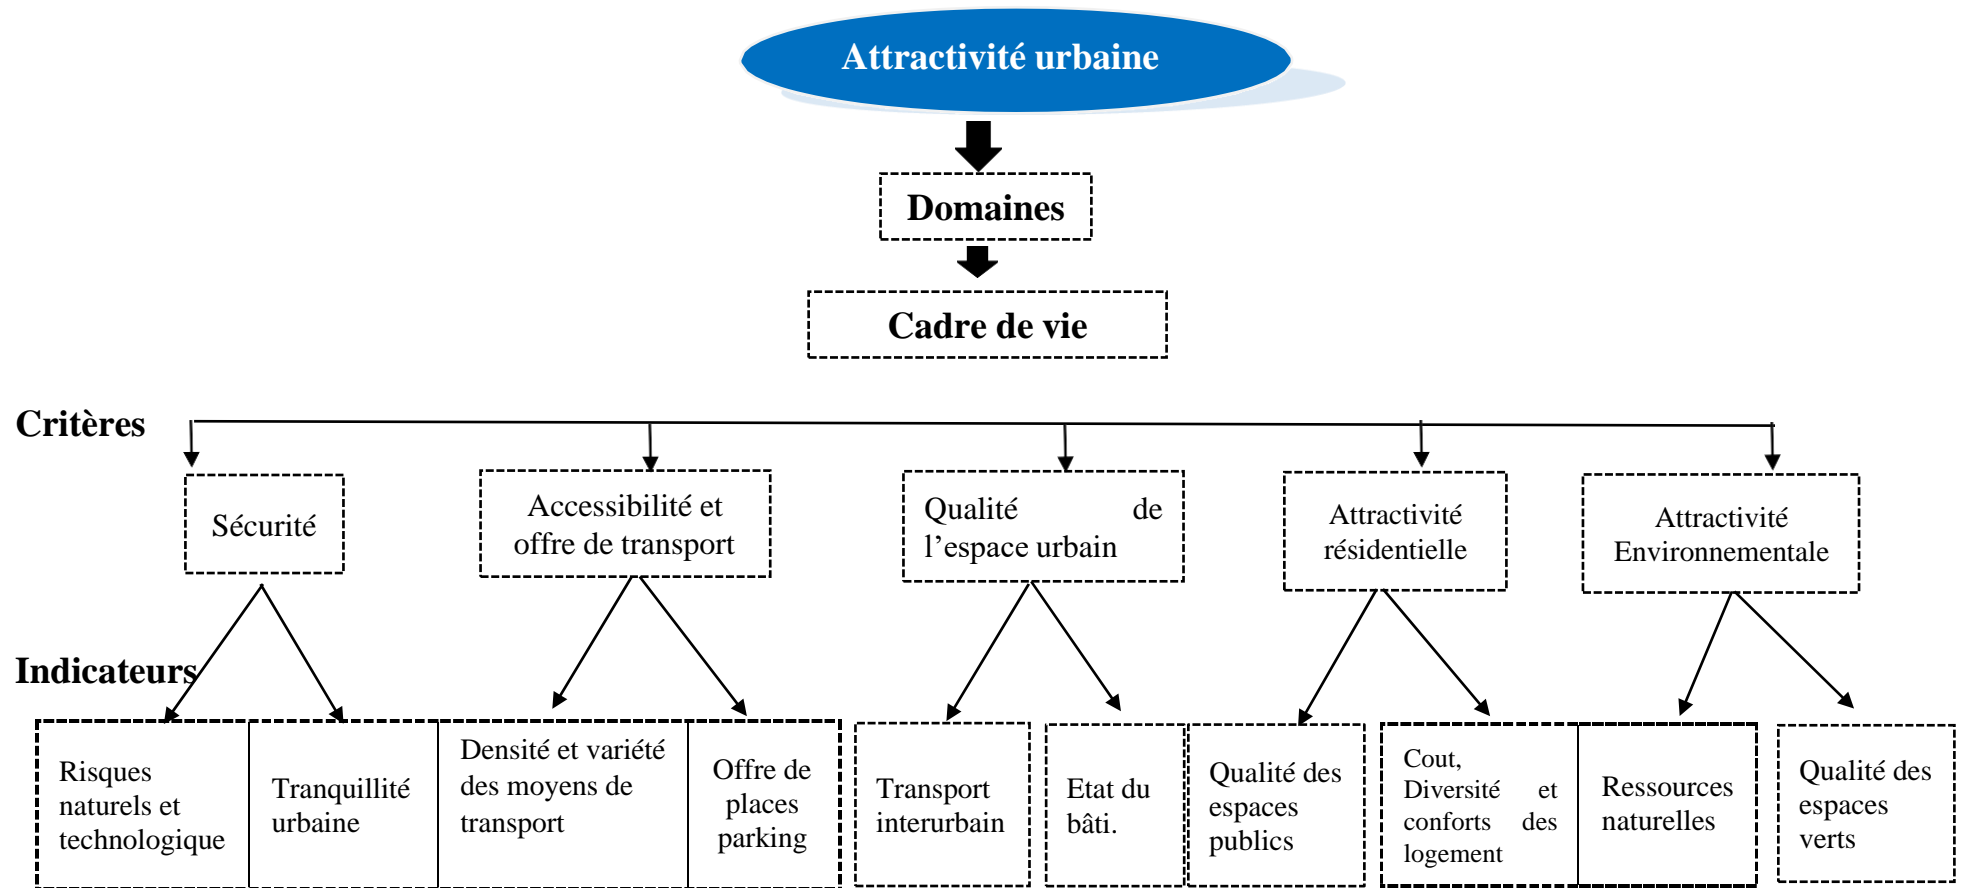 Attractivité urbaine
Domaines
Cadre de vie
Critères
Sécurité
Accessibilité et
offre de transport
Qualité de
l’espace urbain
Attractivité
résidentielle
Attractivité
Environnementale
Indicateurs
Risques
naturels et
technologique
Tranquillité
urbaine
Densité et variété
des moyens de
transport
Offre de
places
parking
Transport
interurbain
Etat du
bâti.
Qualité des
espaces
publics
Cout,
Diversité et
conforts des
logement
Ressources
naturelles
Qualité des
espaces
verts